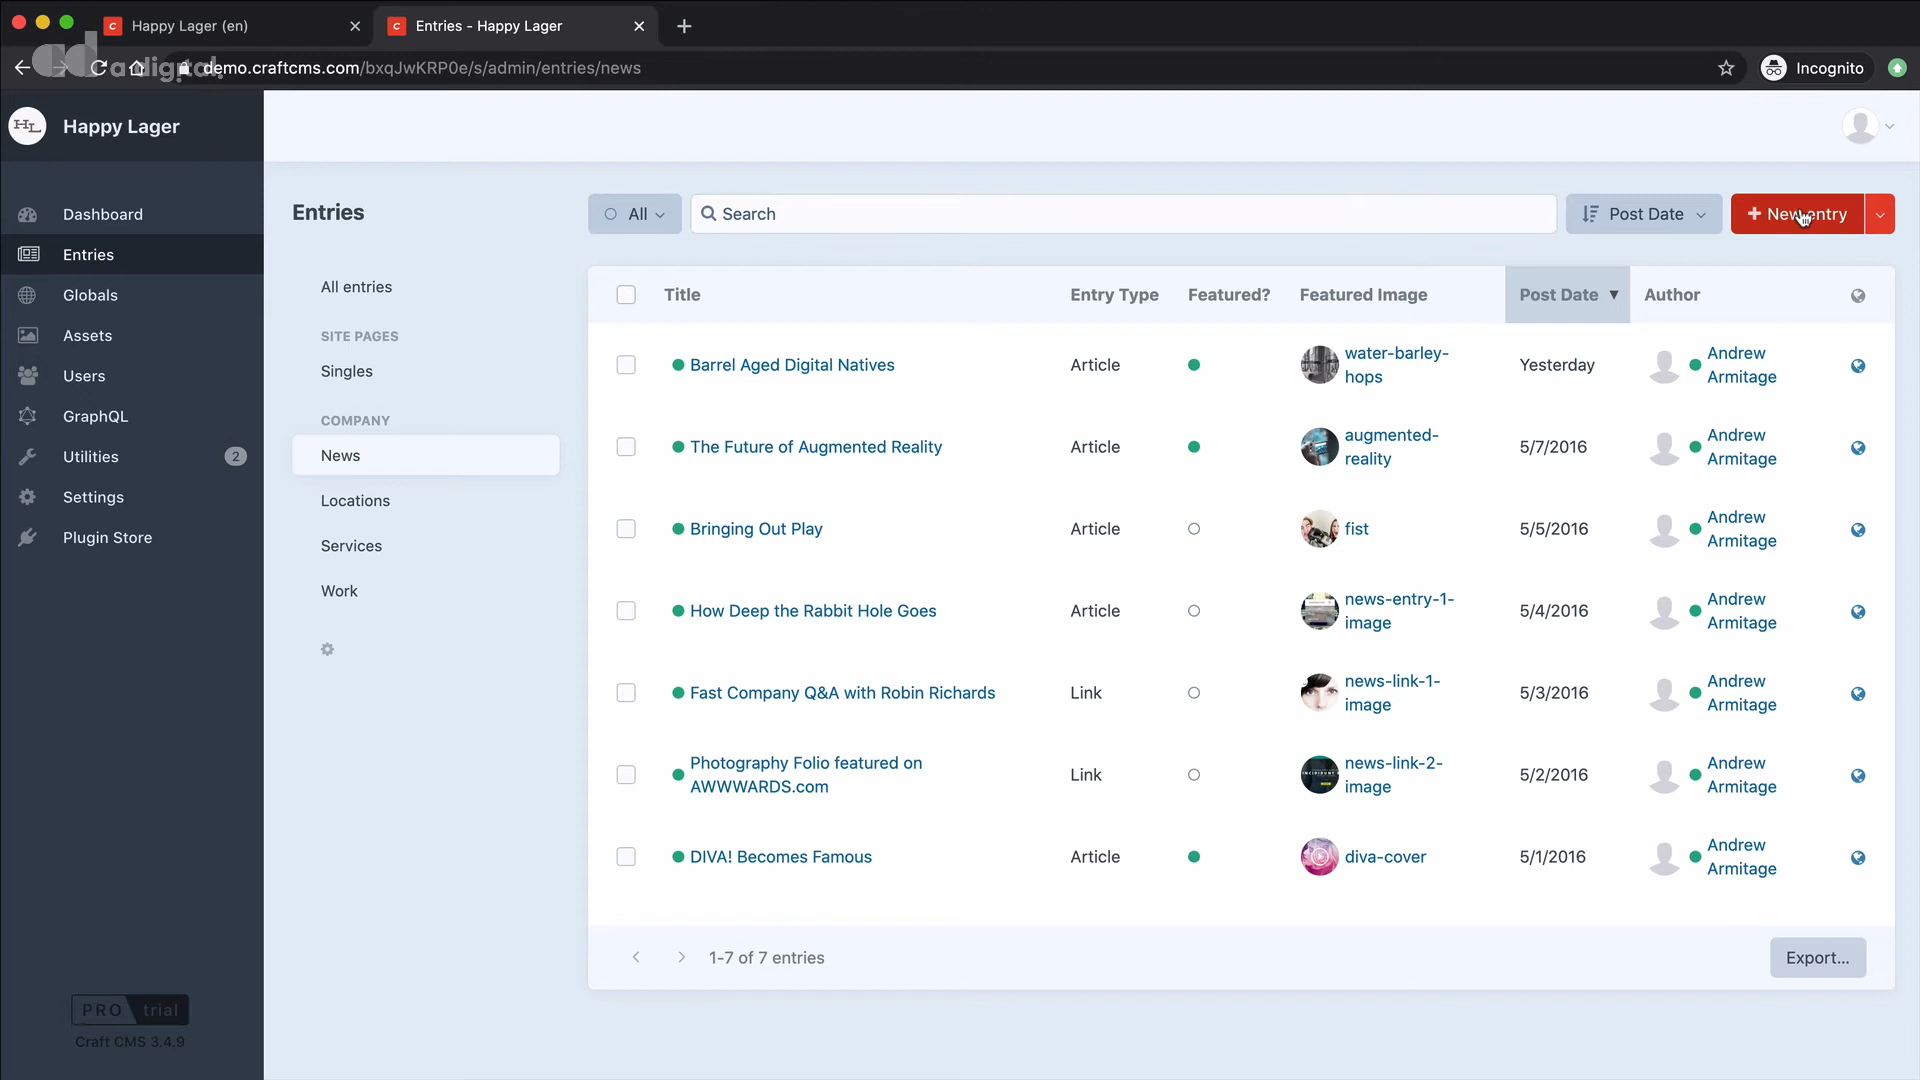 Happy Lager (en)
Entries - Happy Lager
adigital
demo.craftcms.com/bxqJwKRP0e/s/admin/entries/news
Incognito
HL
Happy Lager
Dashboard
Entries
Globals
Assets
Users
GraphQL
Utilities
2
Settings
Plugin Store
PRO trial
Craft CMS 3.4.9
Entries
All entries
SITE PAGES
Singles
COMPANY
News
Locations
Services
Work
All
Search
Post Date
New entry
Title Entry Type Featured? Featured Image Post Date Author
Barrel Aged Digital Natives Article water-barley-hops Yesterday Andrew Armitage
The Future of Augmented Reality Article augmented-reality 5/7/2016 Andrew Armitage
Bringing Out Play Article fist 5/5/2016 Andrew Armitage
How Deep the Rabbit Hole Goes Article news-entry-1-image 5/4/2016 Andrew Armitage
Fast Company Q&A with Robin Richards Link news-link-1-image 5/3/2016 Andrew Armitage
Photography Folio featured on AWWWARDS.com Link news-link-2-image 5/2/2016 Andrew Armitage
DIVA! Becomes Famous Article diva-cover 5/1/2016 Andrew Armitage
1-7 of 7 entries
Export...